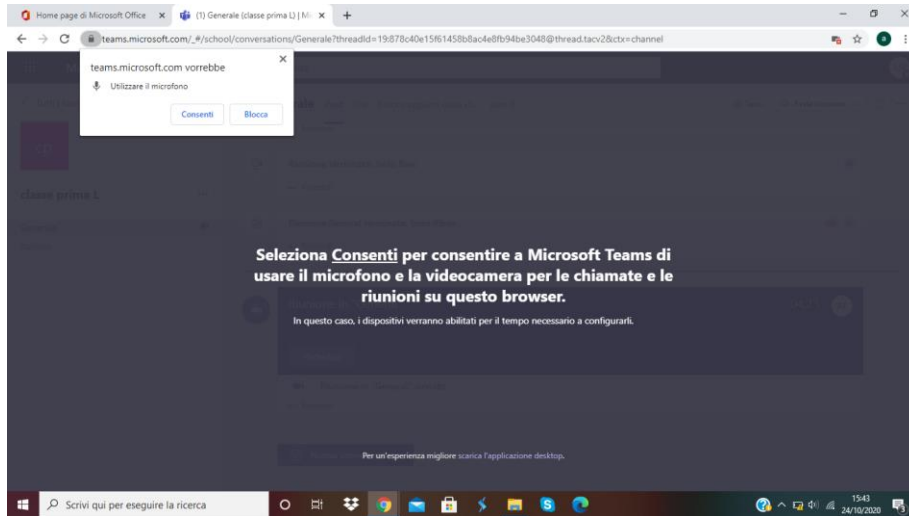 Home page di Microsoft Office
(1) Generale (classe prima L) | Mi
teams.microsoft.com/_#/school/conversations/Generale?threadId=19:878c40e15f61458b8ac4e8fb94be3048@thread.tacv2&ctx=channel
teams.microsoft.com vorrebbe
Utilizzare il microfono
Consenti
Blocca
classe prima L
Seleziona Consenti per consentire a Microsoft Teams di
usare il microfono e la videocamera per le chiamate e le
riunioni su questo browser.
In questo caso, i dispositivi verranno abilitati per il tempo necessario a configurarli.
Per un'esperienza migliore scarica l'applicazione desktop.
Scrivi qui per eseguire la ricerca
15:43
24/10/2020